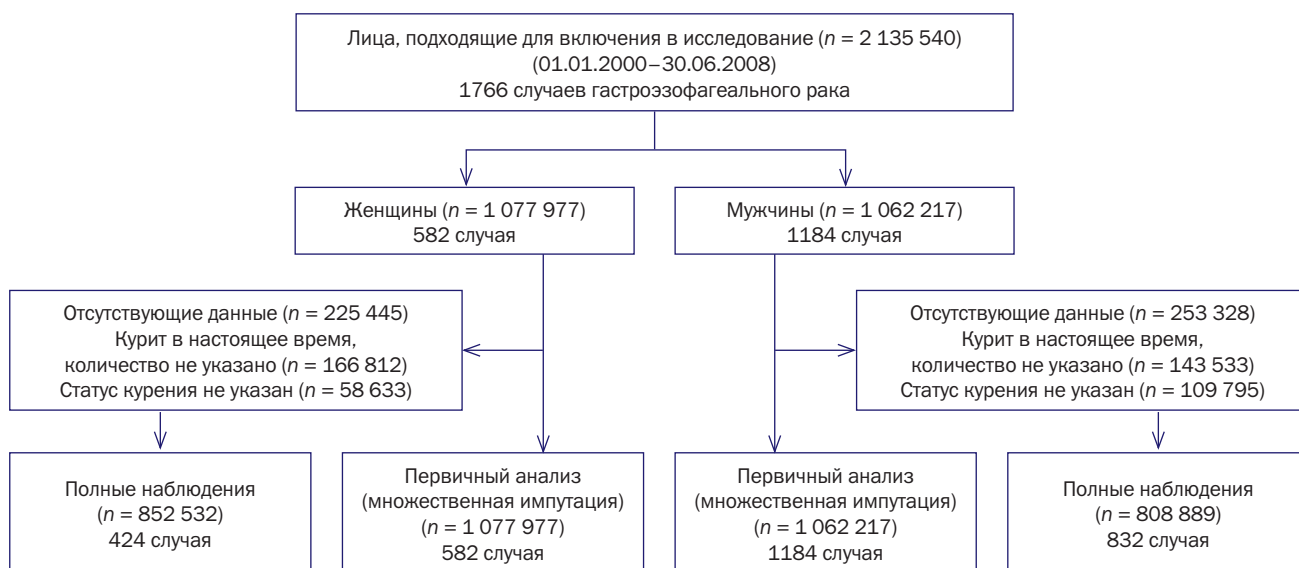 Лица, подходящие для включения в исследование (n = 2 135 540)
(01.01.2000–30.06.2008)
1766 случаев гастроэзофагеального рака
Женщины (n = 1 077 977)
582 случая
Мужчины (n = 1 062 217)
1184 случая
Отсутствующие данные (n = 225 445)
Курит в настоящее время,
количество не указано (n = 166 812)
Статус курения не указан (n = 58 633)
Отсутствующие данные (n = 253 328)
Курит в настоящее время,
количество не указано (n = 143 533)
Статус курения не указан (n = 109 795)
Полные наблюдения
(n = 852 532)
424 случая
Первичный анализ
(множественная импутация)
(n = 1 077 977)
582 случая
Первичный анализ
(множественная импутация)
(n = 1 062 217)
1184 случая
Полные наблюдения
(n = 808 889)
832 случая